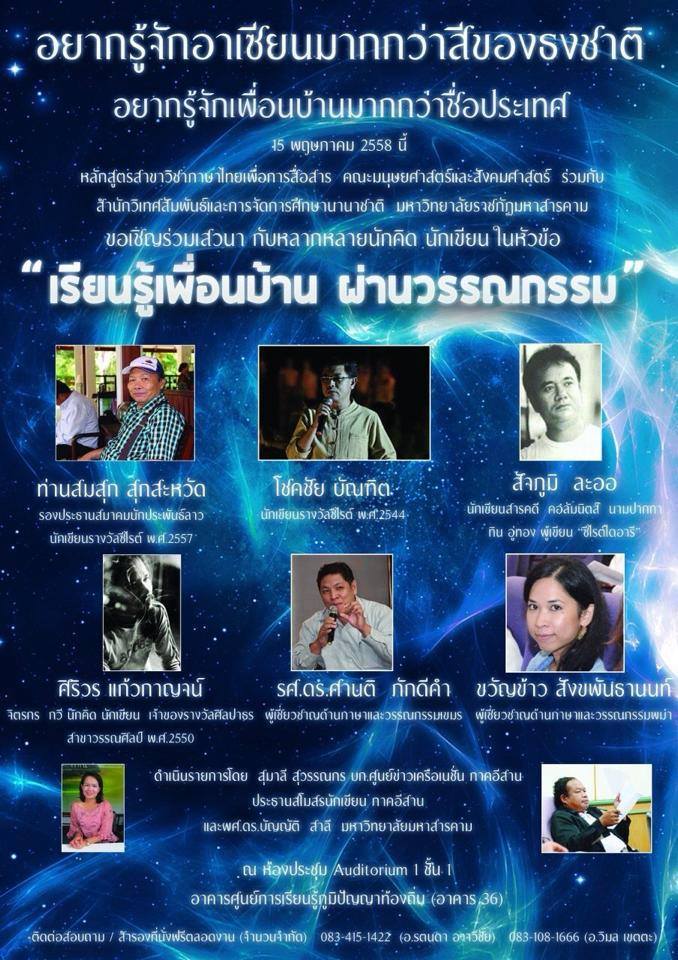 อยากรู้จักอาเซียนมากกว่าสีของธงชาติ
อยากรู้จักเพื่อนบ้านมากกว่าชื่อประเทศ
15 พฤษภาคม 2558 นี้
หลักสูตรสาขาวิชาภาษาไทยเพื่อการสื่อสาร คณะมนุษยศาสตร์และสังคมศาสตร์ ร่วมกับ
สำนักวิเทศสัมพันธ์และการจัดการศึกษานานาชาติ มหาวิทยาลัยราชภัฏมหาสารคาม
ขอเชิญร่วมเสวนา กับหลากหลายนักคิด นักเขียน ในหัวข้อ
“เรียนรู้เพื่อนบ้าน ผ่านวรรณกรรม”
ท่านสมสุก สุกสะหวัด
รองประธานสมาคมนักประพันธ์ลาว
นักเขียนรางวัลซีไรต์ พ.ศ.2557
โชคชัย บัณฑิต
นักเขียนรางวัลซีไรต์ พ.ศ.2544
สัจภูมิ ละออ
นักเขียนสารคดี คอลัมนิสต์ นามปากกา
ทิน อู่ทอง ผู้เขียน “ซีไรต์ไดอารี”
ศิริวร แก้วกาญจน์
จิตรกร กวี นักคิด นักเขียน เจ้าของรางวัลศิลปาธร
สาขาวรรณศิลป์ พ.ศ.2550
รศ.ดร.ศานติ ภักดีคำ
ผู้เชี่ยวชาญด้านภาษาและวรรณกรรมเขมร
ขวัญข้าว สังขพันธานนท์
ผู้เชี่ยวชาญด้านภาษาและวรรณกรรมพม่า
ดำเนินรายการโดย สุมาลี สุวรรณกร บก.ศูนย์ข่าวเครือเนชั่น ภาคอีสาน
ประธานสโมสรนักเขียน ภาคอีสาน
และผศ.ดร.บัญญัติ สาลี มหาวิทยาลัยมหาสารคาม
ณ ห้องประชุม Auditorium 1 ชั้น 1
อาคารศูนย์การเรียนรู้ภูมิปัญญาท้องถิ่น (อาคาร 36)
ติดต่อสอบถาม / สำรองที่นั่งฟรีตลอดงาน (จำนวนจำกัด) 083-415-1422 (อ.รตนดา อาจวิชัย) 083-108-1666 (อ.วิมล เขตตะ)